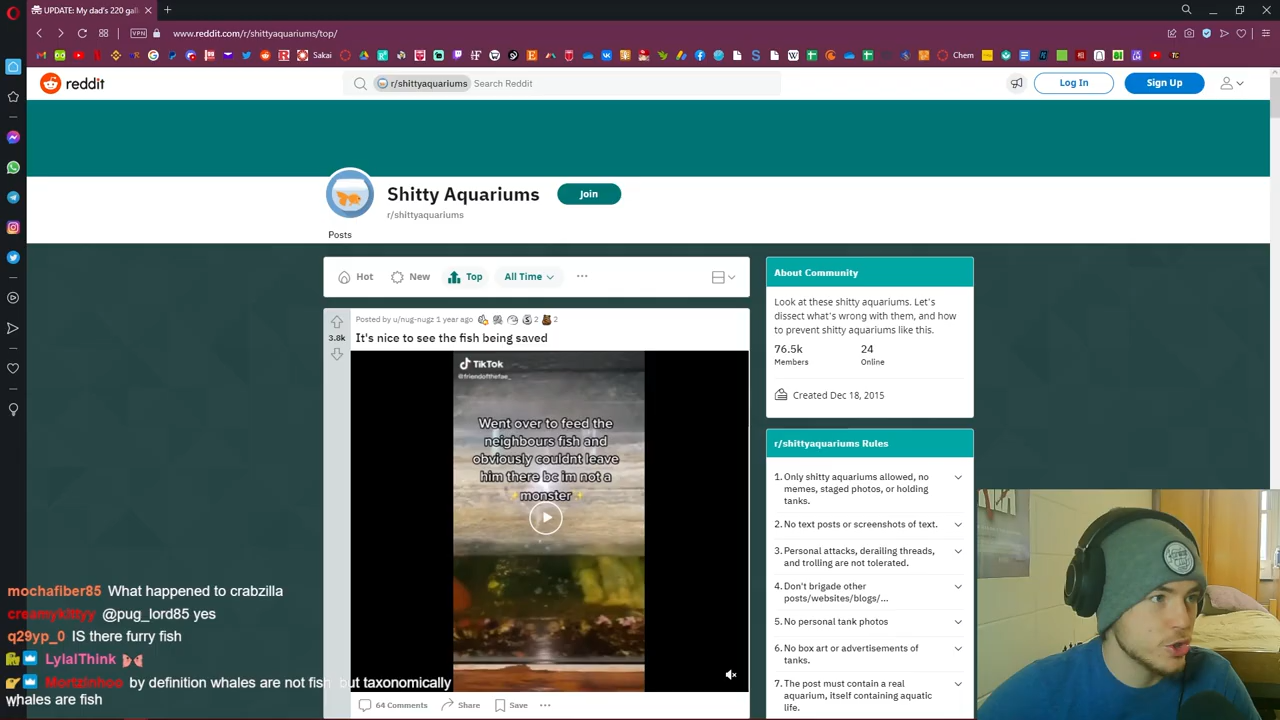 UPDATE: My dad's 220 gall
VPN
www.reddit.com/r/shittyaquariums/top/
Sakai
Chem
reddit
r/shittyaquariums
Search Reddit
Log In
Sign Up
Shitty Aquariums
Join
r/shittyaquariums
Posts
Hot
New
Top
All Time
Posted by u/nug-nugz 1 year ago
2
2
3.8k
It's nice to see the fish being saved
TikTok
@friendofthefae_
Went over to feed the
neighbours fish and
obviously couldnt leave
him there bc im not a
✨monster✨
64 Comments
Share
Save
About Community
Look at these shitty aquariums. Let's
dissect what's wrong with them, and how
to prevent shitty aquariums like this.
76.5k
24
Members
Online
Created Dec 18, 2015
r/shittyaquariums Rules
1. Only shitty aquariums allowed, no
memes, staged photos, or holding
tanks.
2. No text posts or screenshots of text.
3. Personal attacks, derailing threads,
and trolling are not tolerated.
4. Don't brigade other
posts/websites/blogs/...
5. No personal tank photos
6. No box art or advertisements of
tanks.
7. The post must contain a real
aquarium, itself containing aquatic
life.
mochafiber85 What happened to crabzilla
creamykittyy @pug_lord85 yes
q29yp_0 IS there furry fish
LylalThink
Mortzinhoo by definition whales are not fish but taxonomically
whales are fish